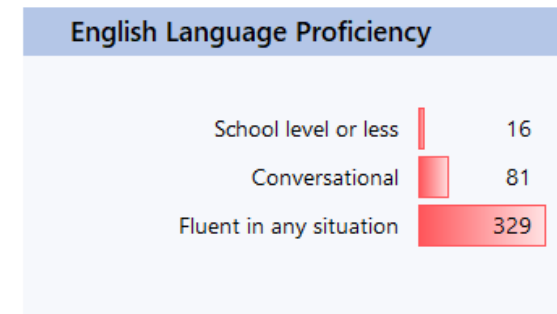 English Language Proficiency
School level or less 16
Conversational 81
Fluent in any situation 329